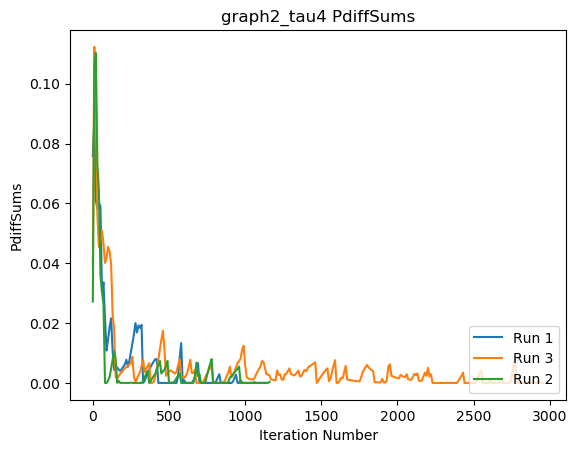 graph2_tau4 PdiffSums
PdiffSums
0.10
0.08
0.06
0.04
0.02
0.00
Run 1
Run 3
Run 2
0 500 1000 1500 2000 2500 3000
Iteration Number